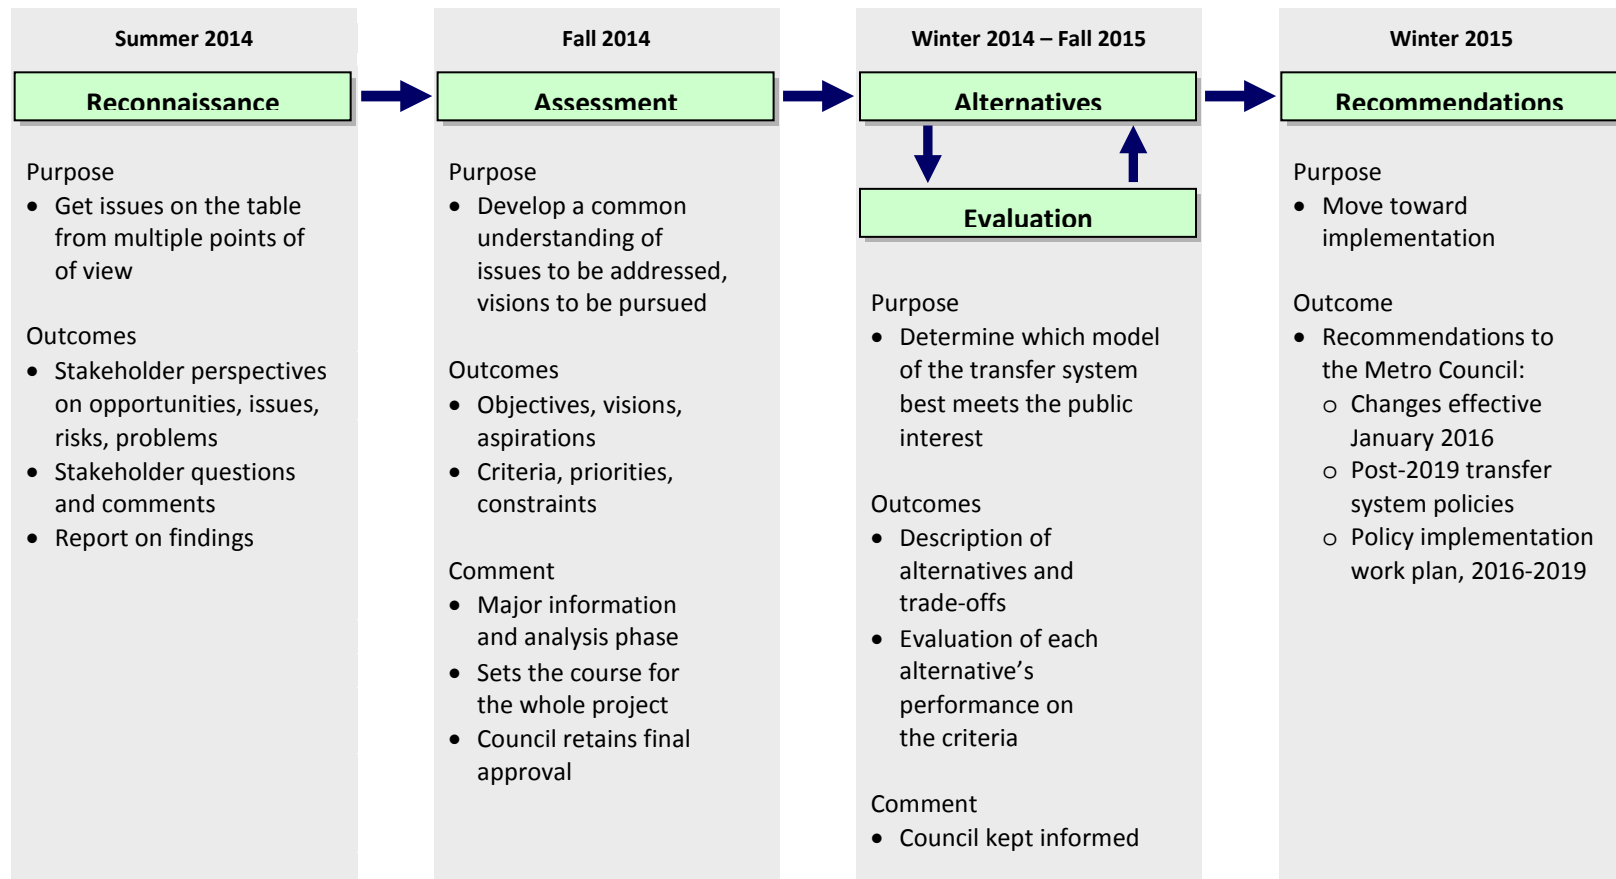 Summer 2014
Reconnaissance
Purpose
• Get issues on the table
from multiple points of
of view
Outcomes
• Stakeholder perspectives
on opportunities, issues,
risks, problems
• Stakeholder questions
and comments
• Report on findings
Fall 2014
Assessment
Purpose
• Develop a common
understanding of
issues to be addressed,
visions to be pursued
Outcomes
• Objectives, visions,
aspirations
• Criteria, priorities,
constraints
Comment
• Major information
and analysis phase
• Sets the course for
the whole project
• Council retains final
approval
Winter 2014 – Fall 2015
Alternatives
Evaluation
Purpose
• Determine which model
of the transfer system
best meets the public
interest
Outcomes
• Description of
alternatives and
trade-offs
• Evaluation of each
alternative’s
performance on
the criteria
Comment
• Council kept informed
Winter 2015
Recommendations
Purpose
• Move toward
implementation
Outcome
• Recommendations to
the Metro Council:
o Changes effective
January 2016
o Post-2019 transfer
system policies
o Policy implementation
work plan, 2016-2019